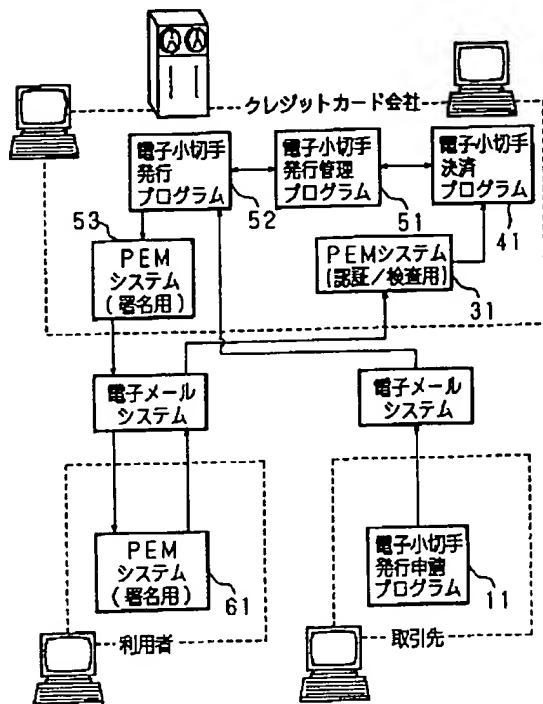 クレジットカード会社
電子小切手
発行
プログラム
52
電子小切手
発行管理
プログラム
51
電子小切手
決済
プログラム
41
53
PEM
システム
(署名用)
PEMシステム
(認証/検査用)
31
電子メール
システム
電子メール
システム
PEM
システム
(署名用)
61
電子小切手
発行申請
プログラム
11
利用者
取引先